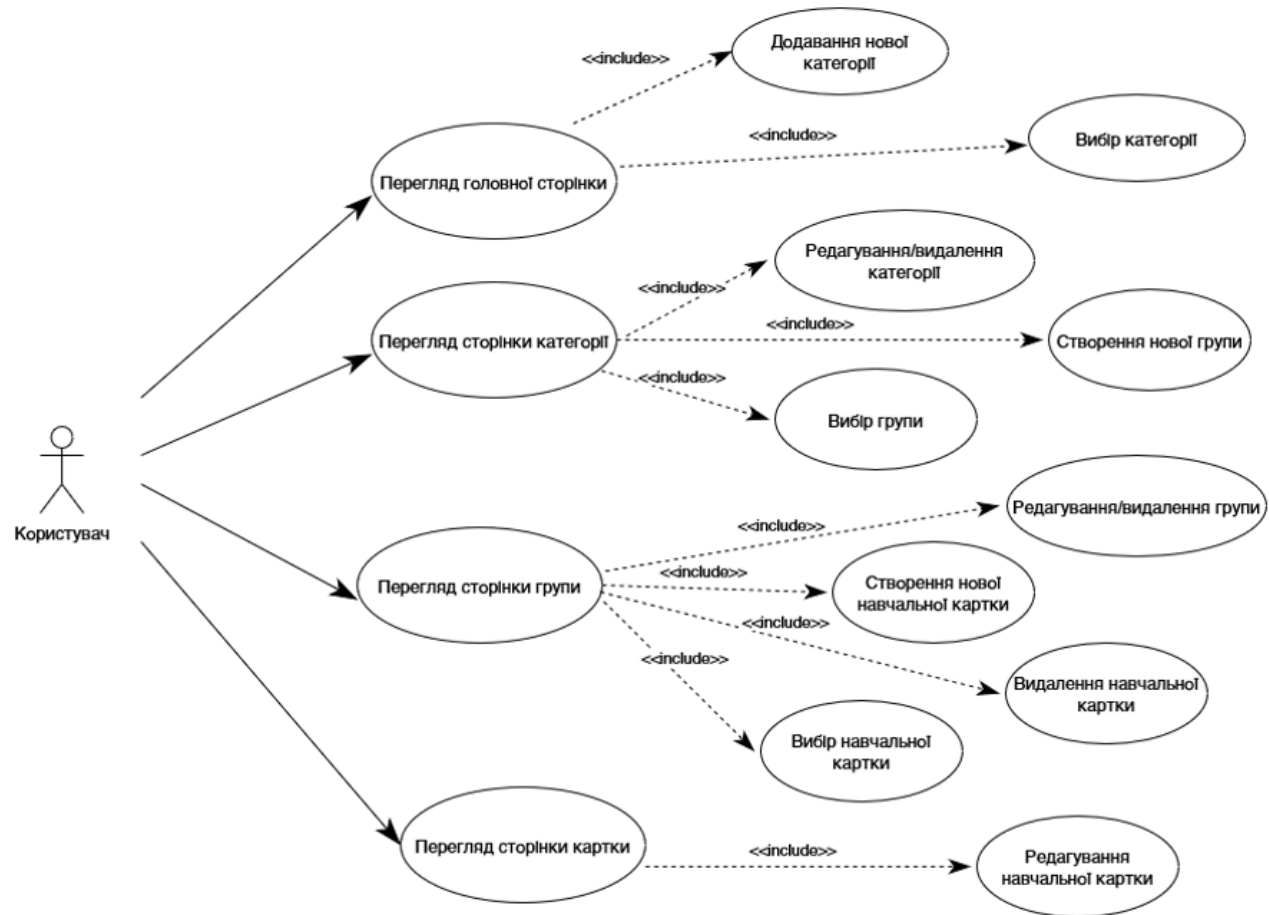 Додавання нової
категорії
<<include>>
<<include>>
Вибір категорії
Перегляд головної сторінки
Редагування/видалення
категорії
<<include>>
<<include>>
Перегляд сторінки категорії
Створення нової групи
<<include>>
Вибір групи
Користувач
Редагування/видалення групи
<<include>>
<<include>>
Створення нової
навчальної картки
Перегляд сторінки групи
<<include>>
<<include>>
Видалення навчальної
картки
Вибір навчальної
картки
Перегляд сторінки картки
<<include>>
Редагування
навчальної картки